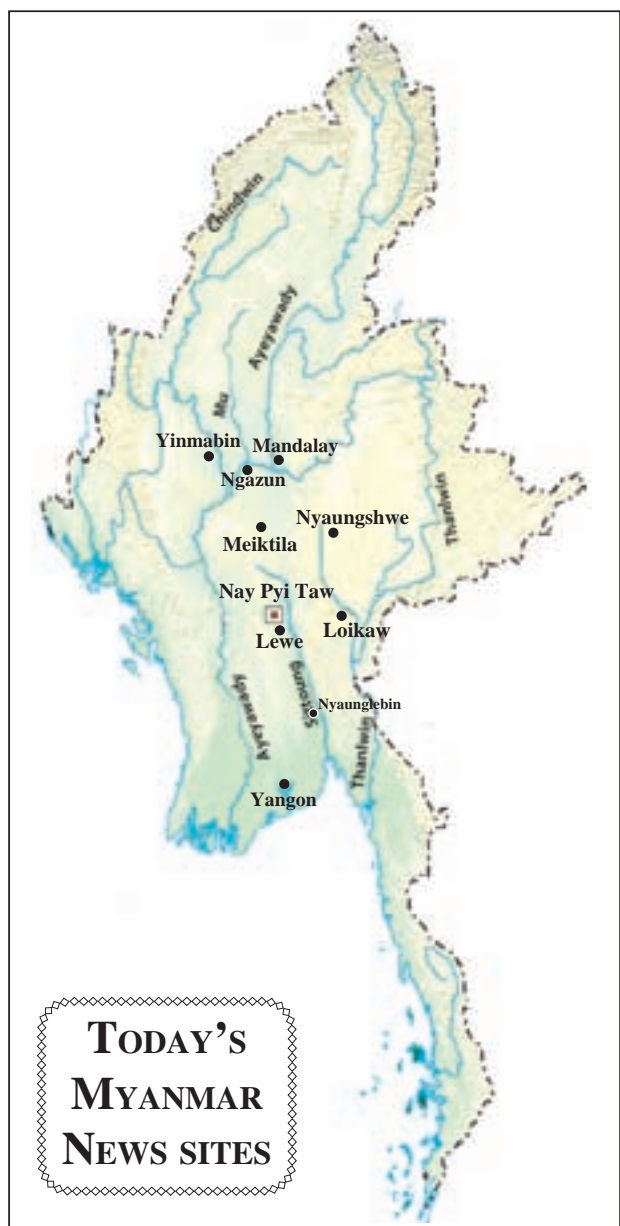 Chindwin
Ayeyawady
Mu
Yinmabin
Mandalay
Ngazun
Thanlwin
Nyaungshwe
Meiktila
Nay Pyi Taw
Loikaw
Lewe
Ayeyawady
Nyaunglebin
Thanlwin
Yangon
TODAY'S
MYANMAR
NEWS SITES